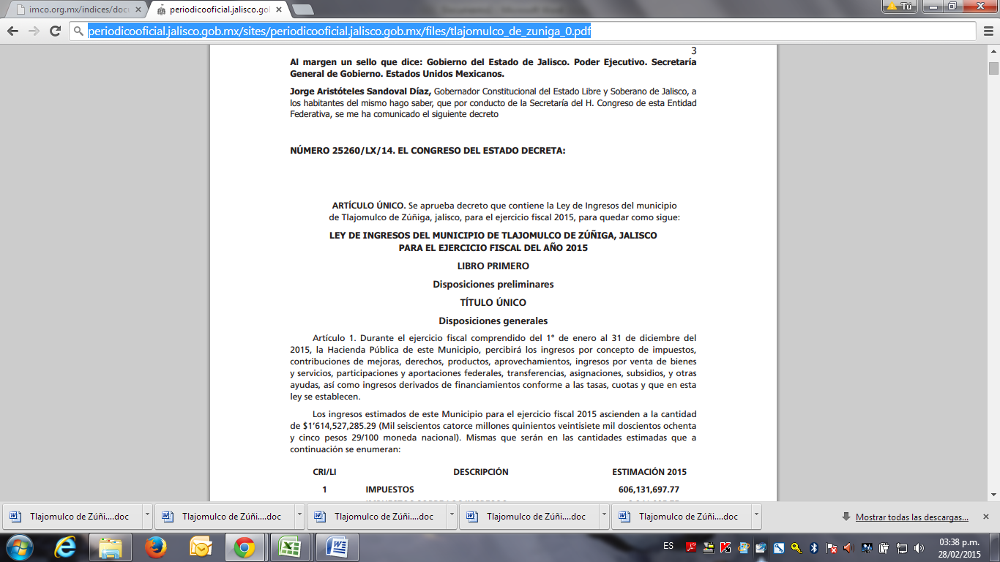 imco.org.mx/indices/docu
periodicooficial.jalisco.gol
Tú
periodicooficial.jalisco.gob.mx/sites/periodicooficial.jalisco.gob.mx/files/tlajomulco_de_zuniga_0.pdf
3
Al margen un sello que dice: Gobierno del Estado de Jalisco. Poder Ejecutivo. Secretaría
General de Gobierno. Estados Unidos Mexicanos.
Jorge Aristóteles Sandoval Díaz, Gobernador Constitucional del Estado Libre y Soberano de Jalisco, a
los habitantes del mismo hago saber, que por conducto de la Secretaría del H. Congreso de esta Entidad
Federativa, se me ha comunicado el siguiente decreto
NÚMERO 25260/LX/14. EL CONGRESO DEL ESTADO DECRETA:
ARTÍCULO ÚNICO. Se aprueba decreto que contiene la Ley de Ingresos del municipio
de Tlajomulco de Zúñiga, jalisco, para el ejercicio fiscal 2015, para quedar como sigue:
LEY DE INGRESOS DEL MUNICIPIO DE TLAJOMULCO DE ZÚÑIGA, JALISCO
PARA EL EJERCICIO FISCAL DEL AÑO 2015
LIBRO PRIMERO
Disposiciones preliminares
TÍTULO ÚNICO
Disposiciones generales
Artículo 1. Durante el ejercicio fiscal comprendido del 1° de enero al 31 de diciembre del
2015, la Hacienda Pública de este Municipio, percibirá los ingresos por concepto de impuestos,
contribuciones de mejoras, derechos, productos, aprovechamientos, ingresos por venta de bienes
y servicios, participaciones y aportaciones federales, transferencias, asignaciones, subsidios, y otras
ayudas, así como ingresos derivados de financiamientos conforme a las tasas, cuotas y que en esta
ley se establecen.
Los ingresos estimados de este Municipio para el ejercicio fiscal 2015 ascienden a la cantidad
de $1’614,527,285.29 (Mil seiscientos catorce millones quinientos veintisiete mil doscientos ochenta
y cinco pesos 29/100 moneda nacional). Mismas que serán en las cantidades estimadas que a
continuación se enumeran:
CRI/LI DESCRIPCIÓN ESTIMACIÓN 2015
1 IMPUESTOS 606,131,697.77
Tlajomulco de Zúñi....doc Tlajomulco de Zúñi....doc Tlajomulco de Zúñi....doc Tlajomulco de Zúñi....doc Tlajomulco de Zúñi....doc Mostrar todas las descargas...
ES 03:38 p.m.
28/02/2015